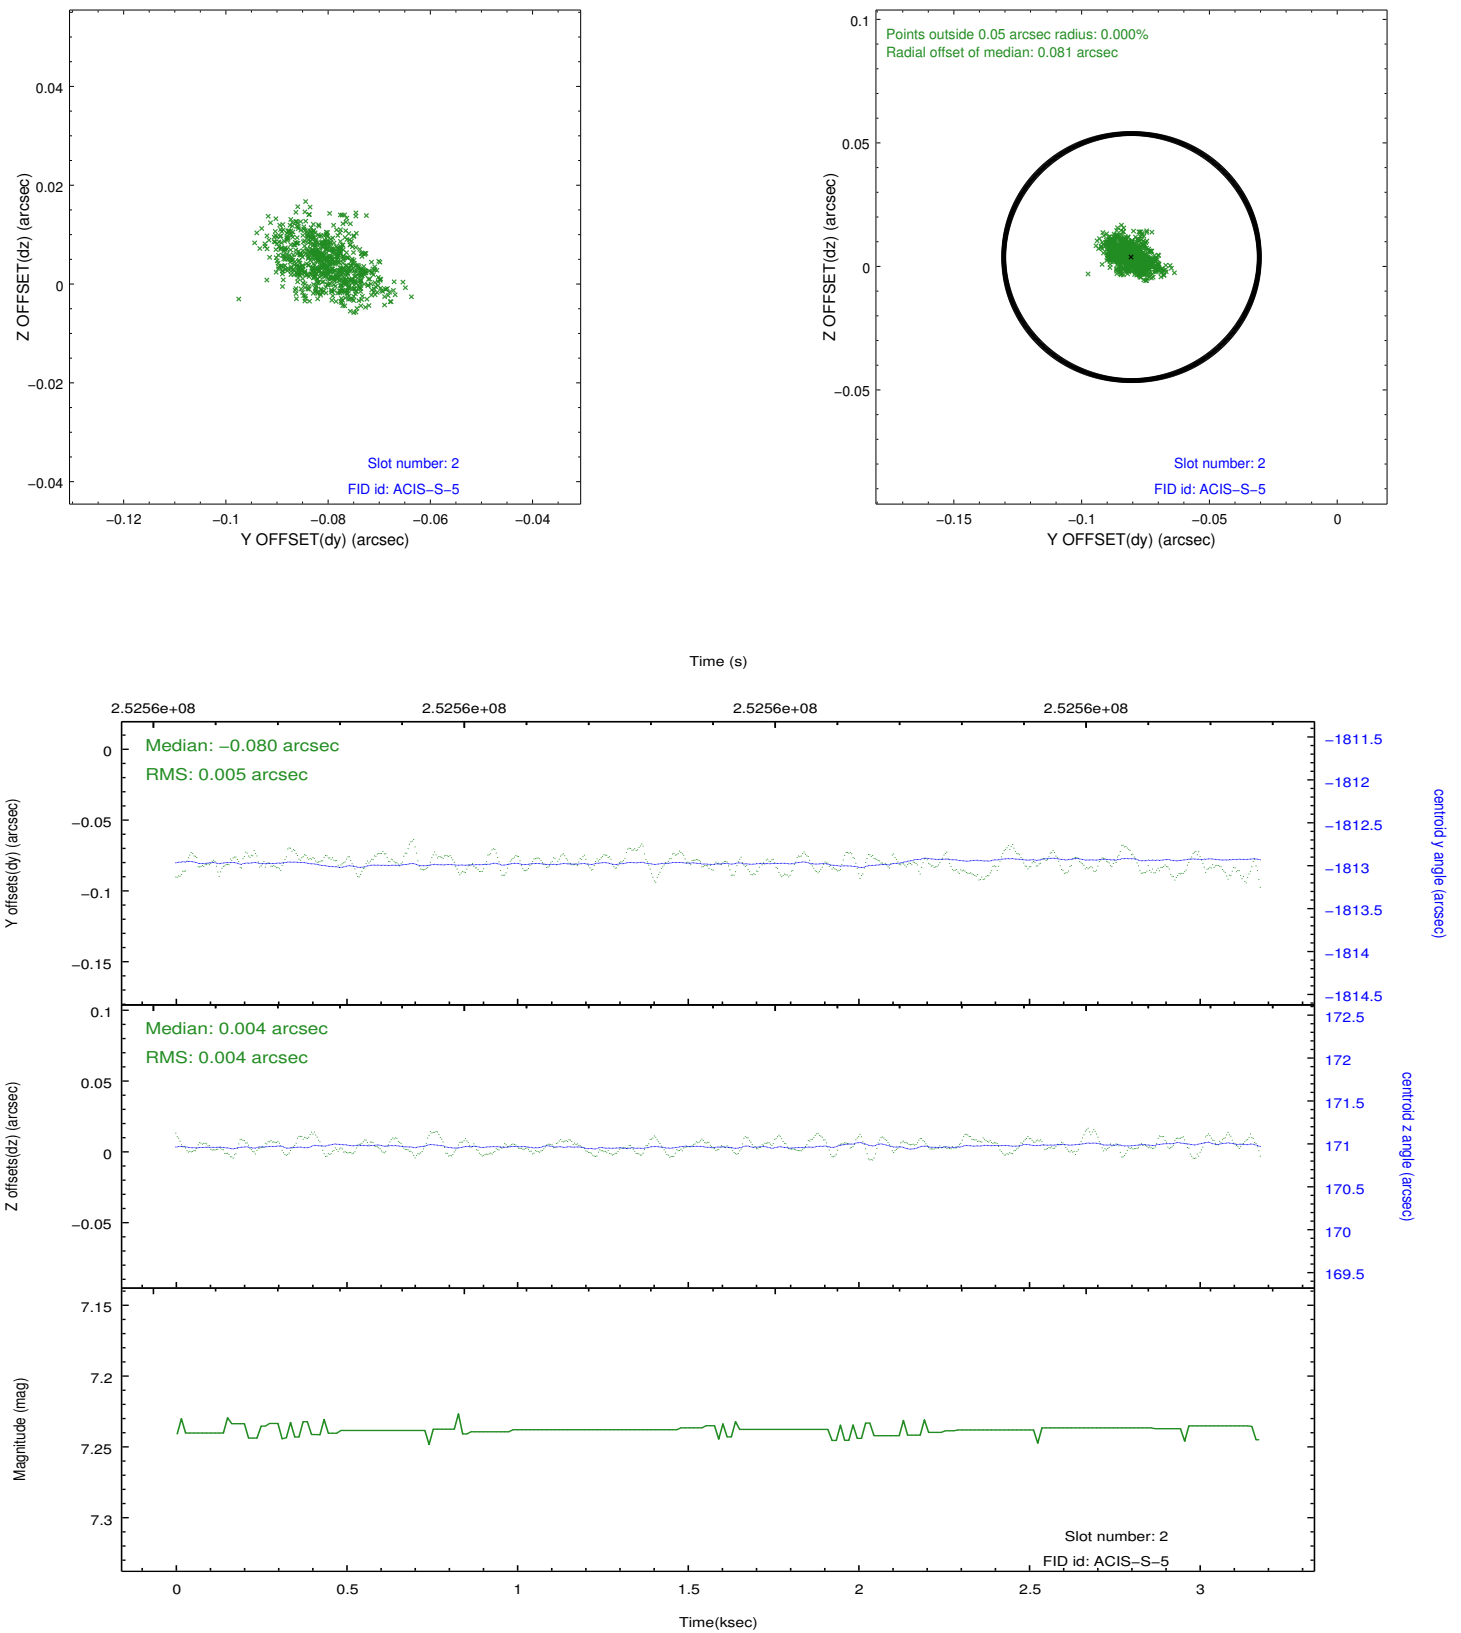 0.04
0.02
0
−0.02
−0.04
Z OFFSET(dz) (arcsec)
Slot number: 2
FID id: ACIS−S−5
−0.12
−0.1
−0.08
−0.06
−0.04
Y OFFSET(dy) (arcsec)
Points outside 0.05 arcsec radius: 0.000%
Radial offset of median: 0.081 arcsec
0.1
0.05
0
−0.05
Z OFFSET(dz) (arcsec)
Slot number: 2
FID id: ACIS−S−5
−0.15
−0.1
−0.05
0
Y OFFSET(dy) (arcsec)
Time (s)
2.5256e+08
2.5256e+08
2.5256e+08
2.5256e+08
Median: −0.080 arcsec
RMS: 0.005 arcsec
0
−0.05
−0.1
−0.15
Y offsets(dy) (arcsec)
−1811.5
−1812
−1812.5
−1813
−1813.5
−1814
−1814.5
centroid y angle (arcsec)
Median: 0.004 arcsec
RMS: 0.004 arcsec
0.1
0.05
0
−0.05
Z offsets(dz) (arcsec)
172.5
172
171.5
171
170.5
170
169.5
centroid z angle (arcsec)
7.15
7.2
7.25
7.3
Magnitude (mag)
Slot number: 2
FID id: ACIS−S−5
0
0.5
1
1.5
2
2.5
3
Time(ksec)